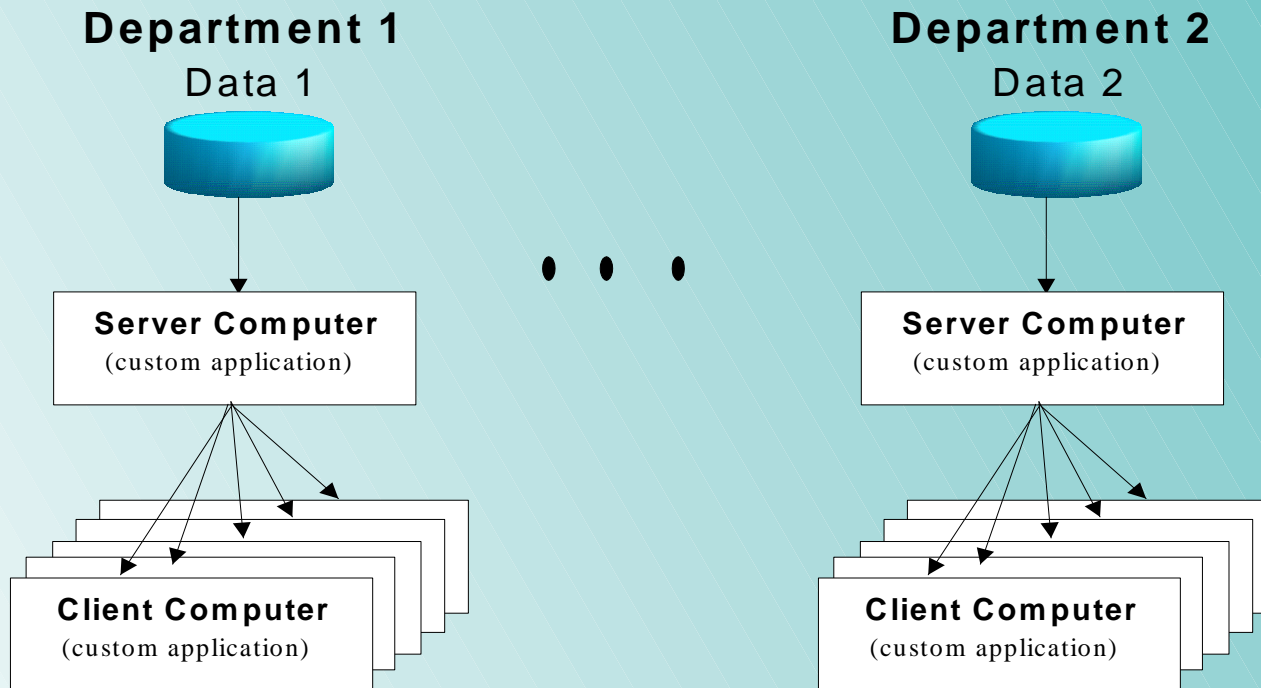 Department 1
Data 1
Server Computer
(custom application)
Client Computer
(custom application)
Department 2
Data 2
Server Computer
(custom application)
Client Computer
(custom application)